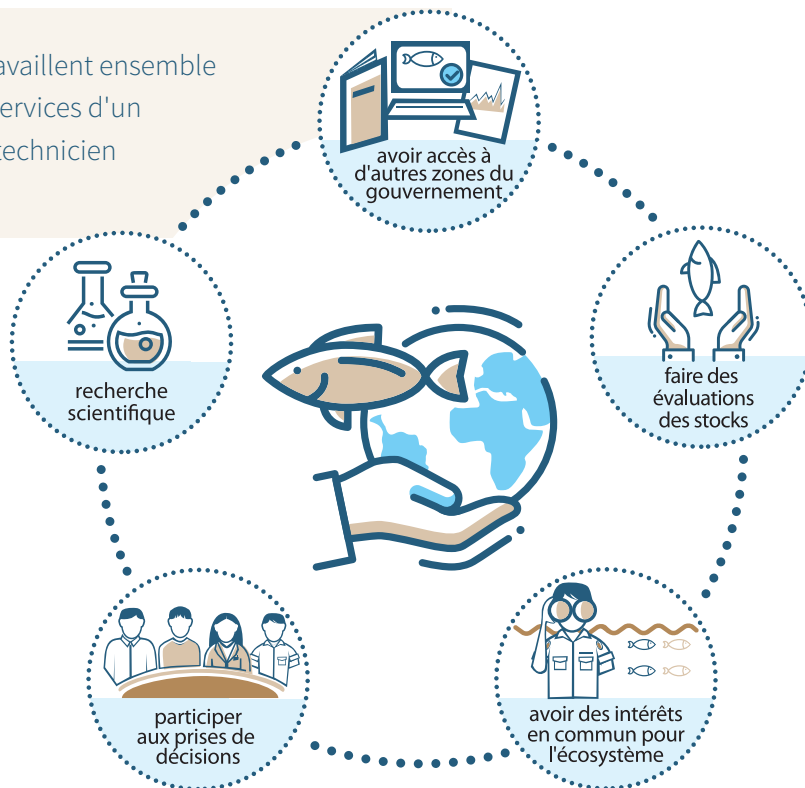 availlent ensemble
ervices d'un
technicien
avoir accès à
d'autres zones du
gouvernement
recherche
scientifique
faire des
évaluations
des stocks
participer
aux prises de
décisions
avoir des intérêts
en commun pour
l'écosystème